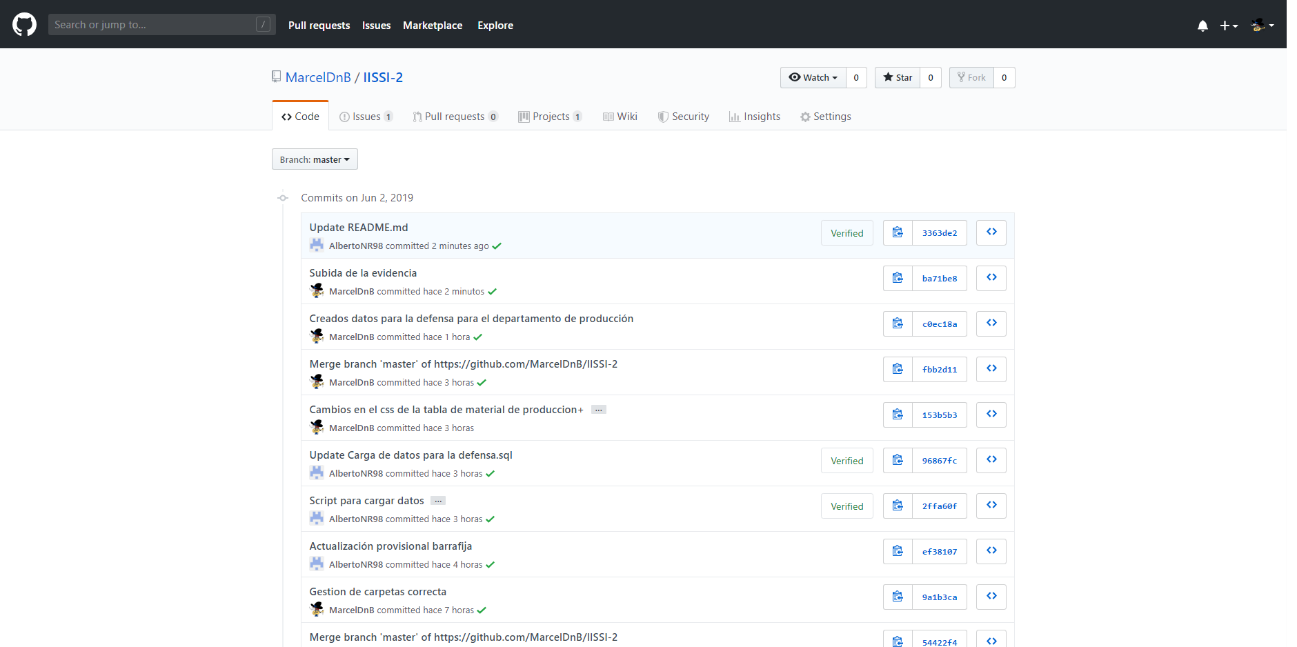 Search or jump to... / Pull requests Issues Marketplace Explore
MarcelDnB / IISSI-2 Watch 0 Star 0 Fork 0
Code Issues 1 Pull requests 0 Projects 1 Wiki Security Insights Settings
Branch: master
Commits on Jun 2, 2019
Update README.md
AlbertoNR98 committed 2 minutes ago
Verified 3363de2
Subida de la evidencia
MarcelDnB committed hace 2 minutos
ba71be8
Creados datos para la defensa para el departamento de producción
MarcelDnB committed hace 1 hora
c0ec18a
Merge branch 'master' of https://github.com/MarcelDnB/IISSI-2
MarcelDnB committed hace 3 horas
fbb2d11
Cambios en el css de la tabla de material de produccion+ ...
MarcelDnB committed hace 3 horas
153b5b3
Update Carga de datos para la defensa.sql
AlbertoNR98 committed hace 3 horas
Verified 96867fc
Script para cargar datos ...
AlbertoNR98 committed hace 3 horas
Verified 2ffa60f
Actualización provisional barrafija
AlbertoNR98 committed hace 4 horas
ef38107
Gestion de carpetas correcta
MarcelDnB committed hace 7 horas
9a1b3ca
Merge branch 'master' of https://github.com/MarcelDnB/IISSI-2
54422f4